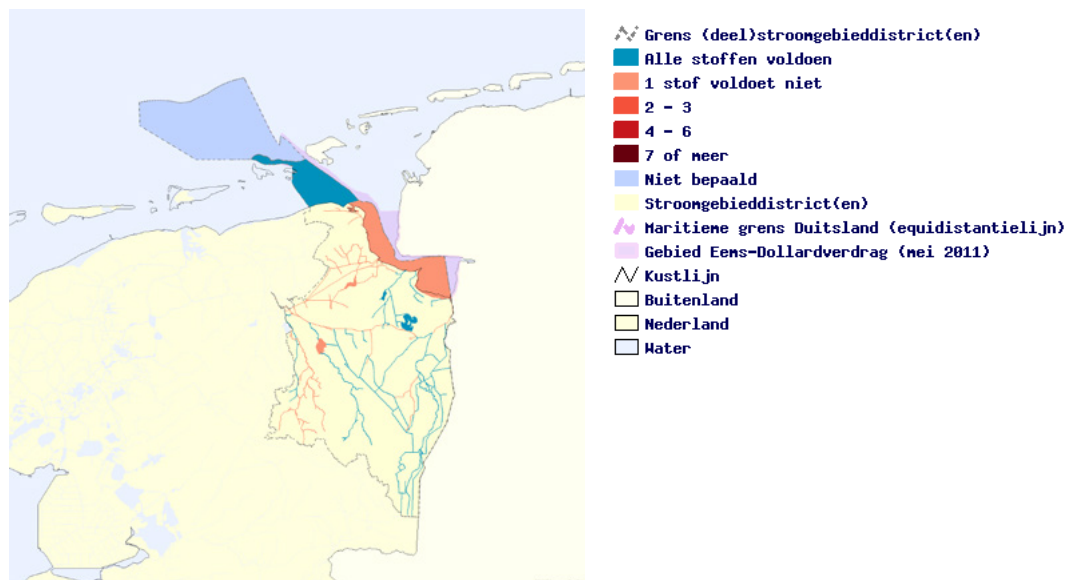 Grens (deel)stroomgebieddistrict(en)
Alle stoffen voldoen
1 stof voldoet niet
2 - 3
4 - 6
7 of meer
Niet bepaald
Stroomgebieddistrict(en)
Maritieme grens Duitsland (equidistantielijn)
Gebied Eems-Dollardverdrag (mei 2011)
Kustlijn
Buitenland
Nederland
Water